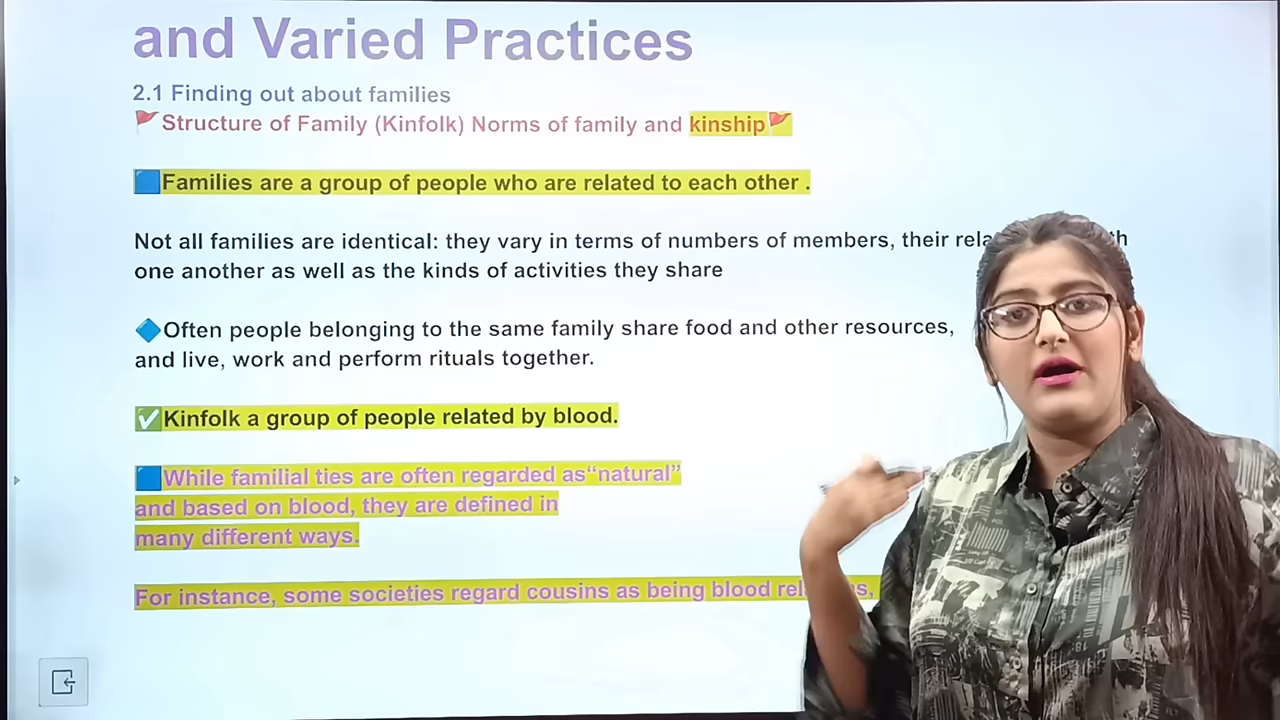 and Varied Practices
2.1 Finding out about families
🚩Structure of Family (Kinfolk) Norms of family and kinship🚩
🟦Families are a group of people who are related to each other .
Not all families are identical: they vary in terms of numbers of members, their
one another as well as the kinds of activities they share
🔷Often people belonging to the same family share food and other resources,
and live, work and perform rituals together.
✅Kinfolk a group of people related by blood.
🟦While familial ties are often regarded as“natural”
and based on blood, they are defined in
many different ways.
For instance, some societies regard cousins as being blood